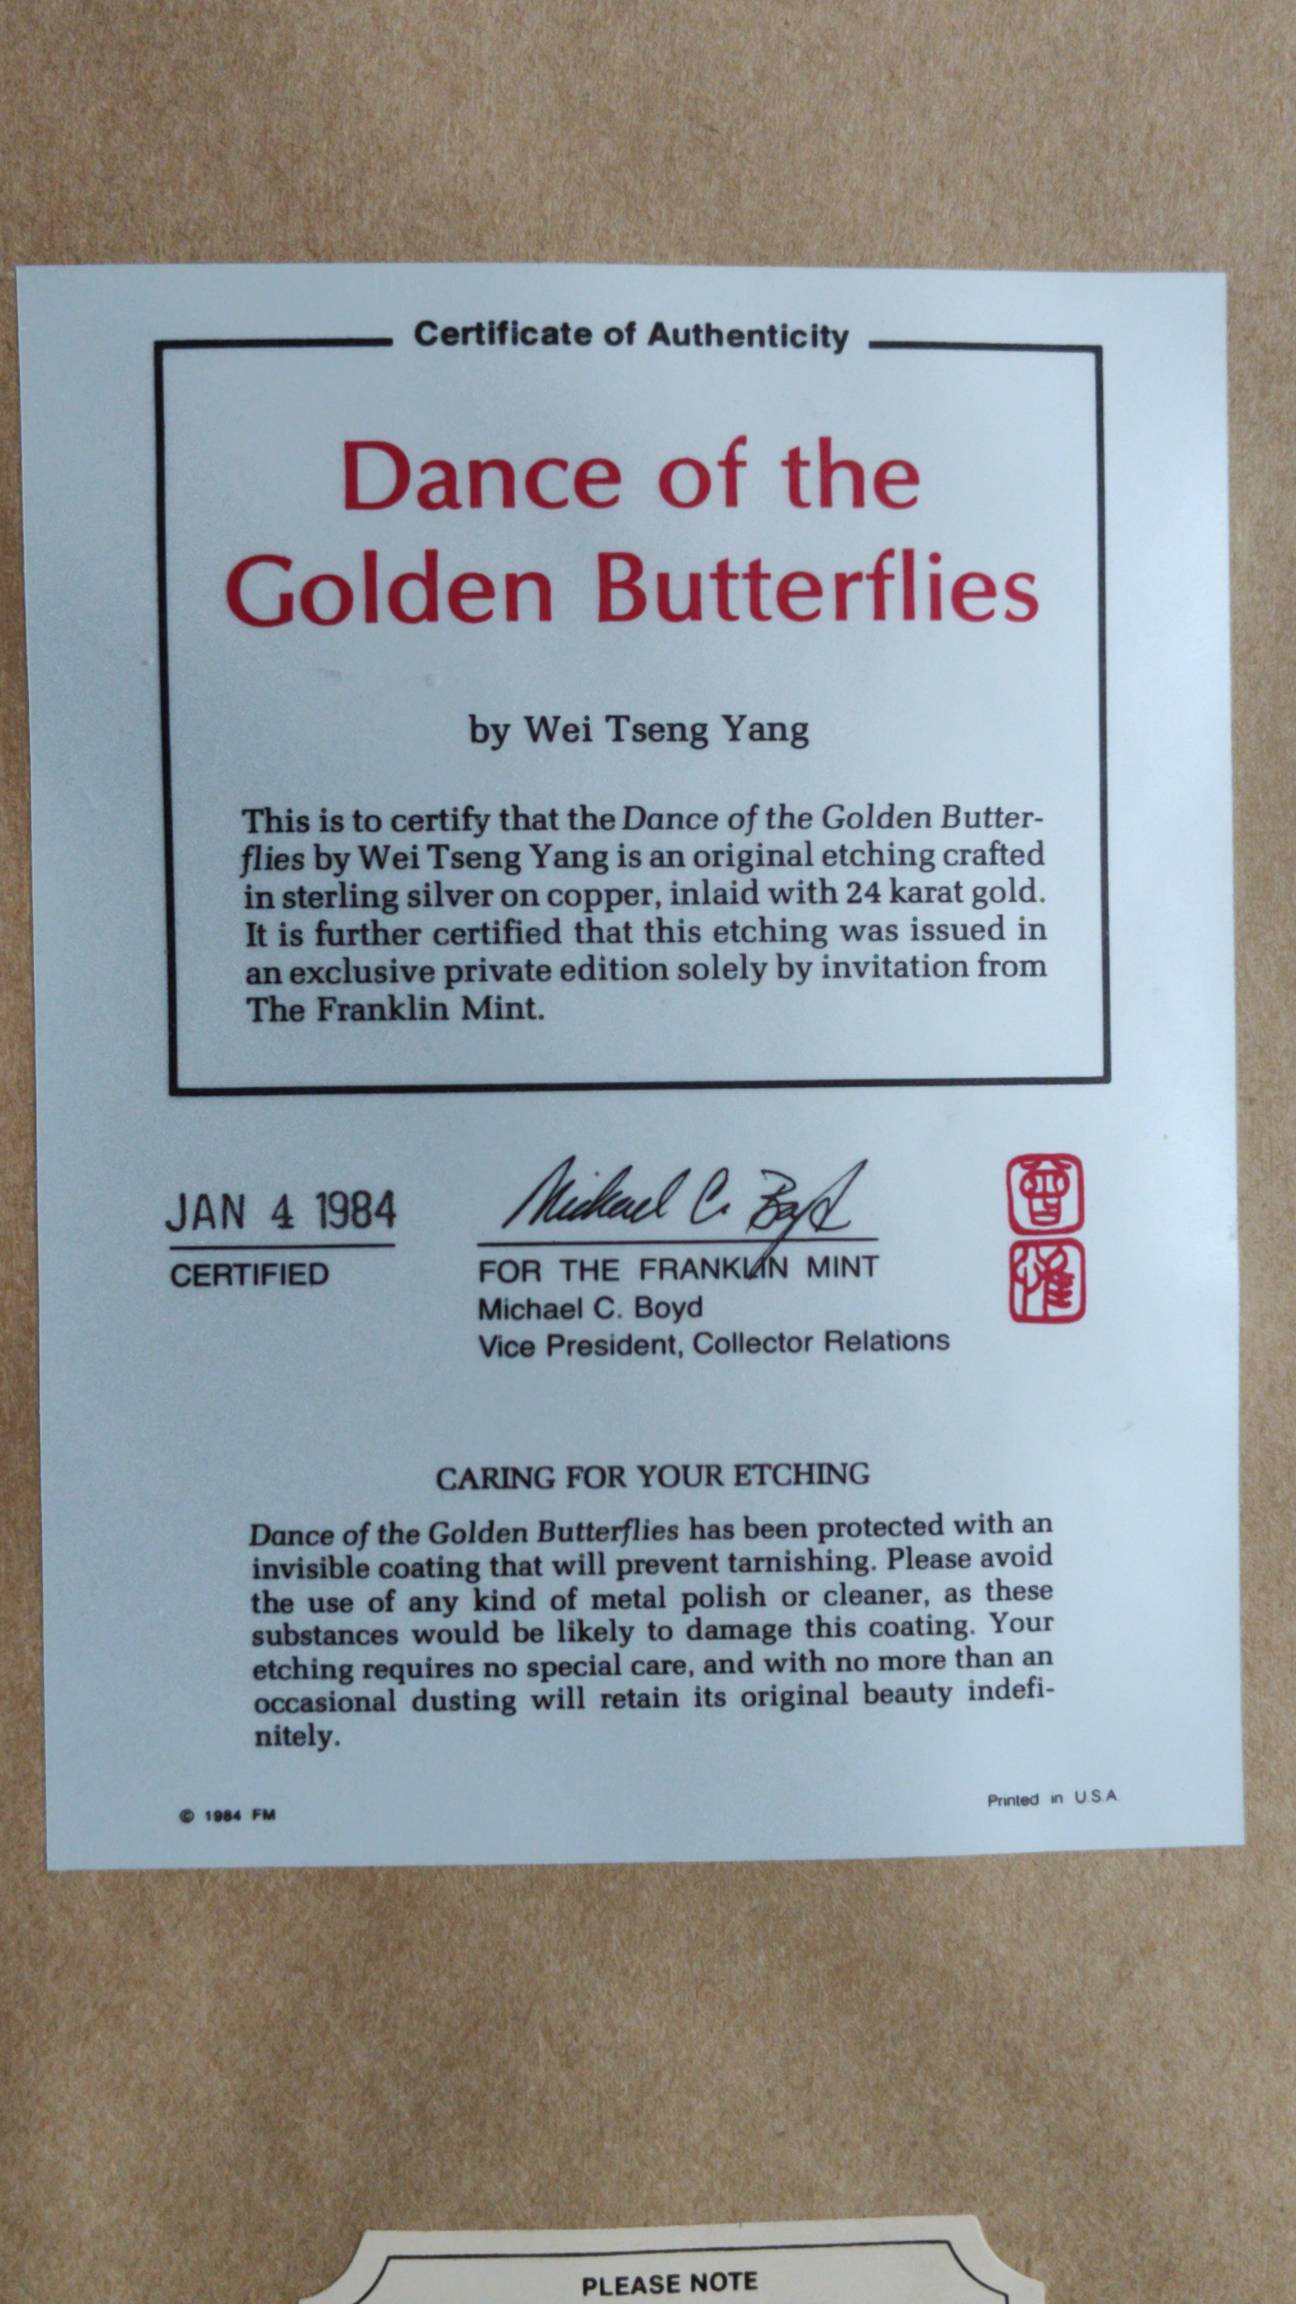 Certificate of Authenticity
Dance of the
Golden Butterflies
by Wei Tseng Yang
This is to certify that the Dance of the Golden Butter-
flies by Wei Tseng Yang is an original etching crafted
in sterling silver on copper, inlaid with 24 karat gold.
It is further certified that this etching was issued in
an exclusive private edition solely by invitation from
The Franklin Mint.
JAN 4 1984
CERTIFIED
Michael C. Boyd
FOR THE FRANKLIN MINT
Michael C. Boyd
Vice President, Collector Relations
CARING FOR YOUR ETCHING
Dance of the Golden Butterflies has been protected with an
invisible coating that will prevent tarnishing. Please avoid
the use of any kind of metal polish or cleaner, as these
substances would be likely to damage this coating. Your
etching requires no special care, and with no more than an
occasional dusting will retain its original beauty indefi-
nitely.
© 1984 FM
Printed in U.S.A.
PLEASE NOTE